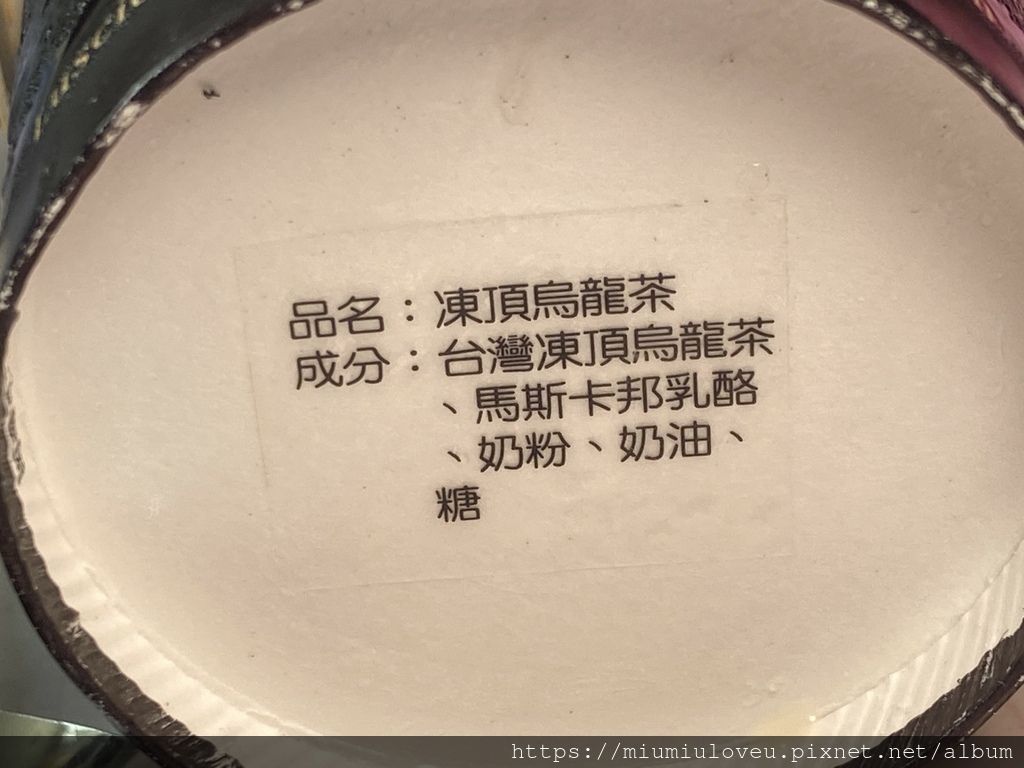 品名：凍頂烏龍茶
成分：台灣凍頂烏龍茶
、馬斯卡邦乳酪
、奶粉、奶油、
糖
https://miumiuloveu.pixnet.net/album